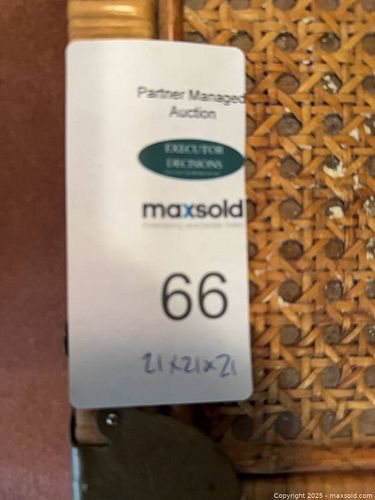 Partner Managed
Auction
EXECUTOR
DECISIONS
maxsold
66
21x21x21
Copyright 2025 - maxsold.com